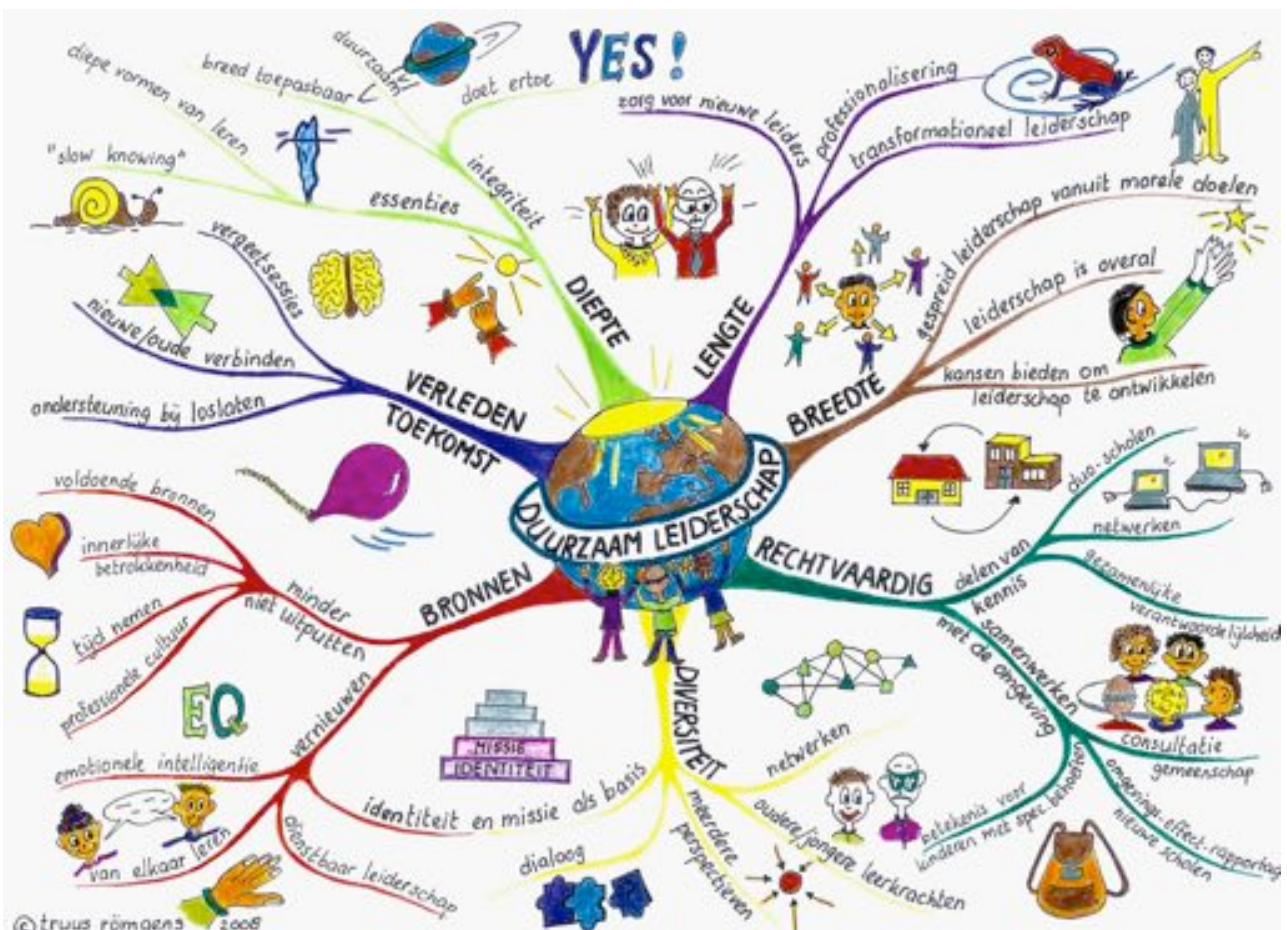 DUURZAAM LEIDERSCHAP
YES!
DIEPTE
integriteit
doet ertoe
duurzaam
breed toepasbaar
essenties
diepe vormen van leren
"slow knowing"
LENGTE
zorg voor nieuwe leiders
professionalisering
transformationeel leiderschap
BREEDTE
gespreid leiderschap vanuit morele doelen
leiderschap is overal
kansen bieden om
leiderschap te ontwikkelen
RECHTVAARDIG
delen van
kennis
duo-scholen
netwerken
gezamenlijke
verantwoordelijkheid
samenwerken
met de omgeving
consultatie
gemeenschap
omgevings-effect-rapportage
nieuwe scholen
betekenis voor
kinderen met spec. behoeften
DIVERSITEIT
netwerken
oudere/jongere leerkrachten
meerdere
perspectieven
dialoog
identiteit en missie als basis
MISSIE
IDENTITEIT
BRONNEN
minder
niet uitputten
voldoende bronnen
innerlijke
betrokkenheid
tijd nemen
professionele cultuur
vernieuwen
EQ
emotionele intelligentie
van elkaar leren
dienstbaar leiderschap
VERLEDEN
TOEKOMST
vergeetsessies
nieuwe/oude verbinden
ondersteuning bij loslaten
© truus römgens 2008